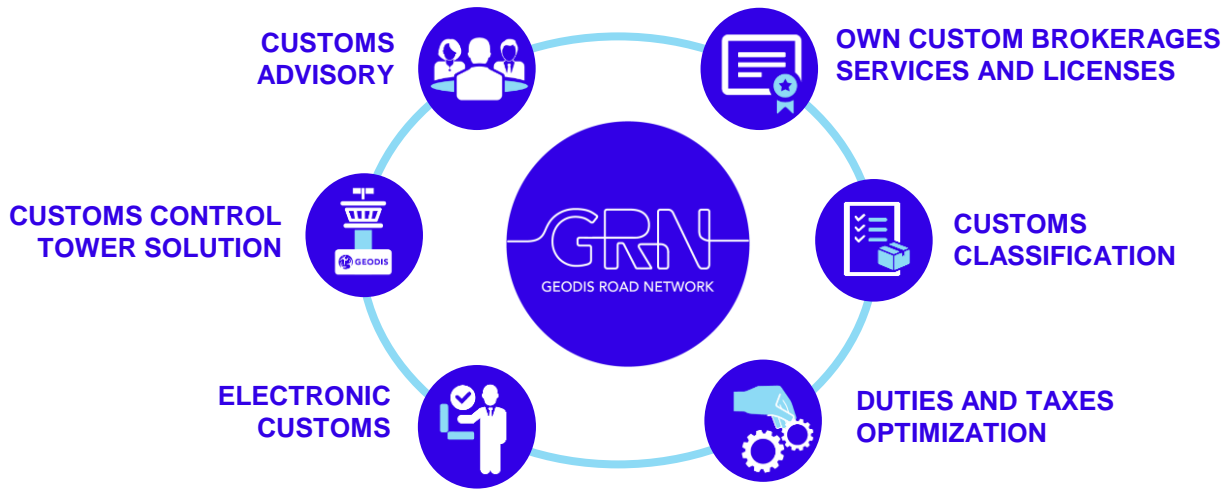 CUSTOMS
ADVISORY
OWN CUSTOM BROKERAGES
SERVICES AND LICENSES
CUSTOMS CONTROL
TOWER SOLUTION
GEODIS
GRN
GEODIS ROAD NETWORK
CUSTOMS
CLASSIFICATION
ELECTRONIC
CUSTOMS
DUTIES AND TAXES
OPTIMIZATION